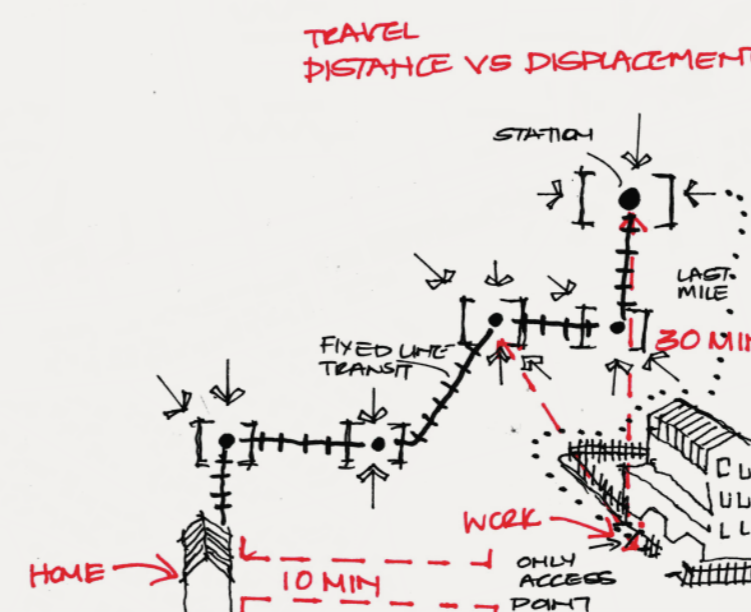 TRAVEL
DISTANCE VS DISPLACEMENT
STATION
LAST
MILE
30 MIN
FIXED LINE
TRANSIT
WORK
HOME
10 MIN
ONLY
ACCESS
POINT